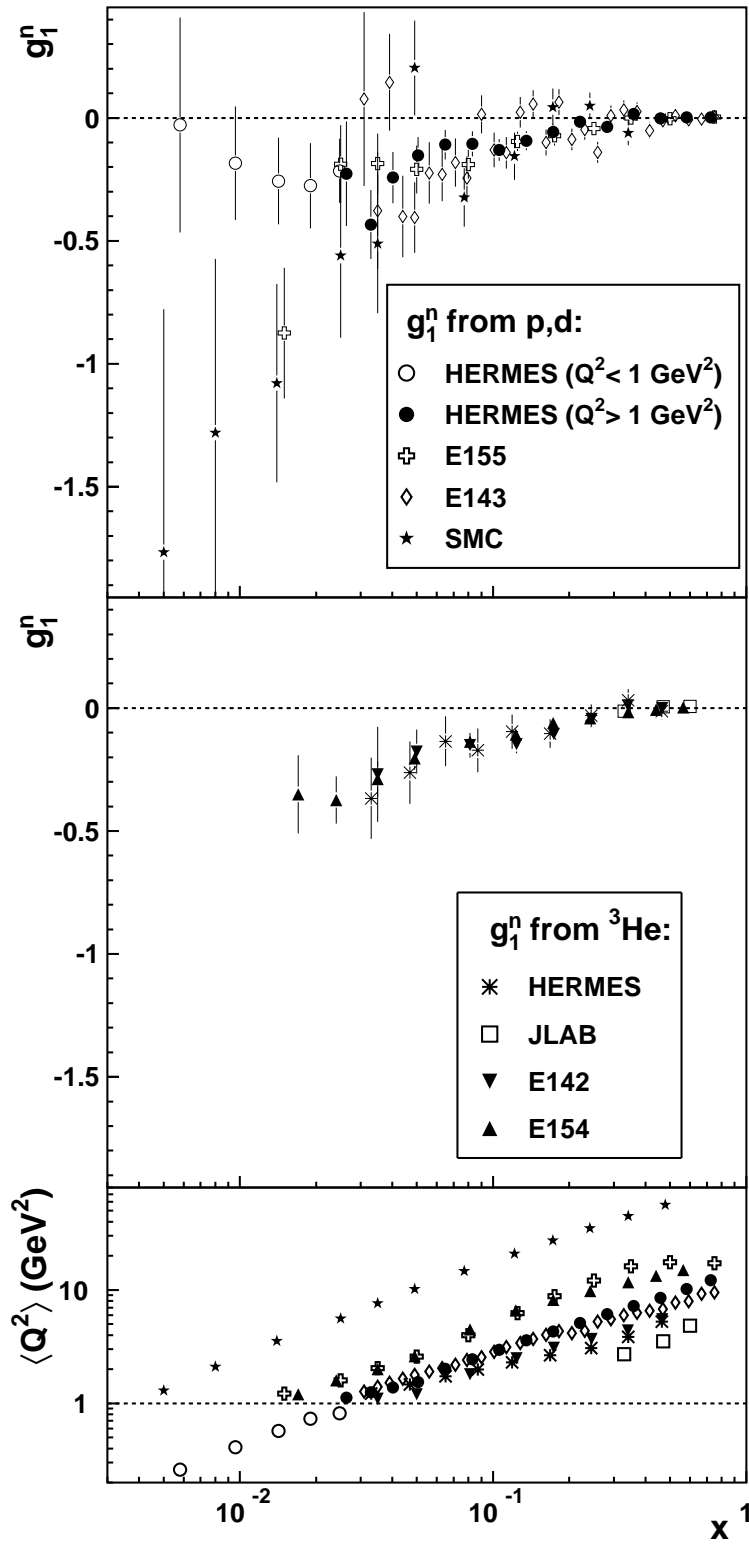 g₁ⁿ
0
-0.5
-1
-1.5
g₁ⁿ from p,d:
HERMES (Q²< 1 GeV²)
HERMES (Q²> 1 GeV²)
E155
E143
SMC
g₁ⁿ
0
-0.5
-1
-1.5
g₁ⁿ from ³He:
HERMES
JLAB
E142
E154
⟨Q²⟩ (GeV²)
10
1
10⁻² 10⁻¹ 1
x